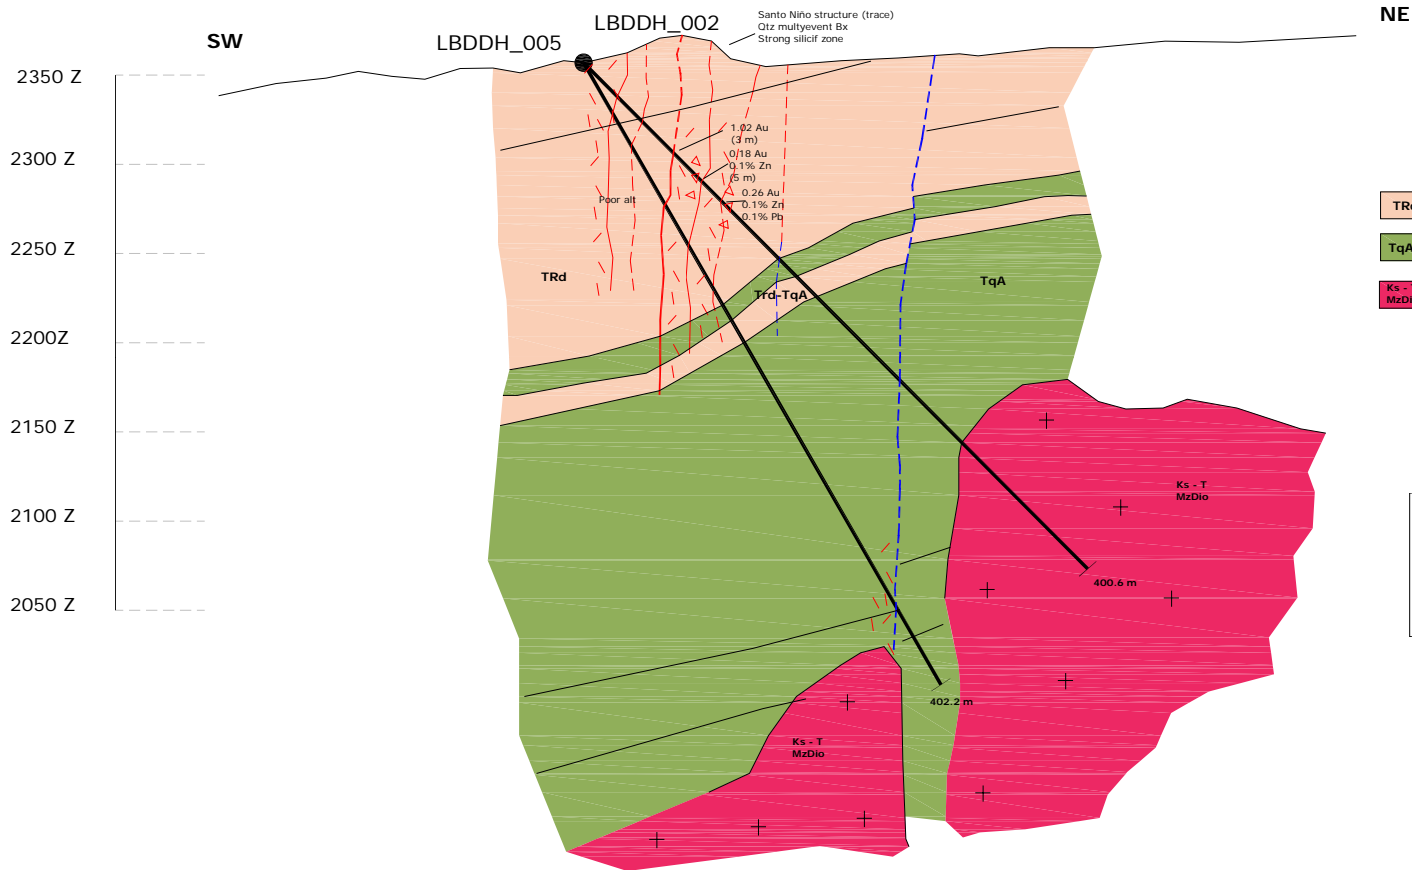 SW
LBDDH_005
LBDDH_002
Santo Niño structure (trace)
Qtz multyevent Bx
Strong silicif zone
NE
2350 Z
2300 Z
2250 Z
2200Z
2150 Z
2100 Z
2050 Z
1.02 Au
(3 m)
0.18 Au
0.1% Zn
(5 m)
0.26 Au
0.1% Zn
0.1% Pb
Poor alt
TRd
Trd-TqA
TqA
Ks - T
MzDio
400.6 m
402.2 m
Ks - T
MzDio
TqA
Ks -